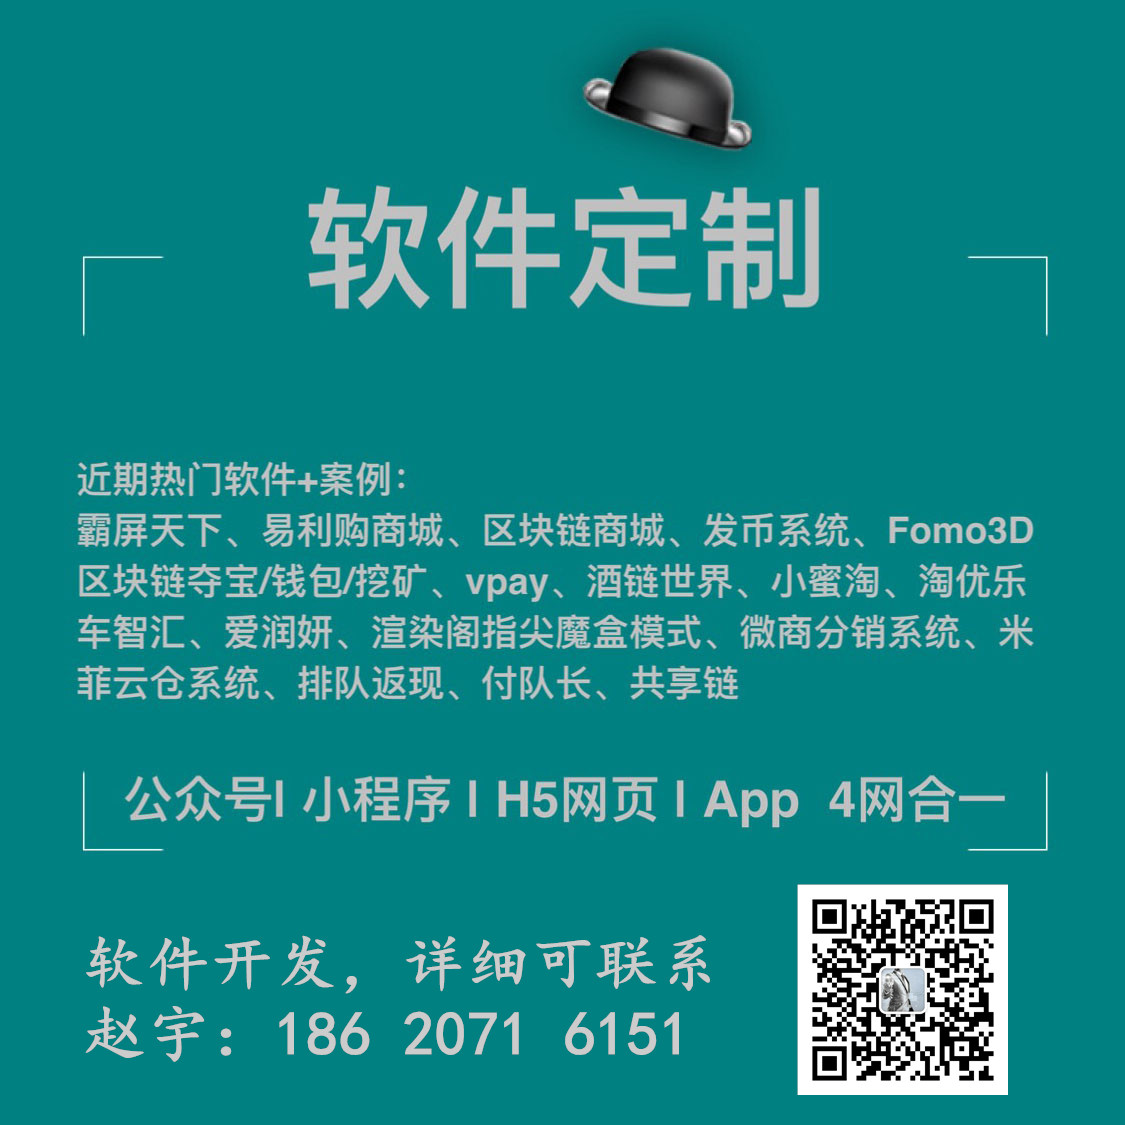 软件定制
近期热门软件+案例：
霸屏天下、易利购商城、区块链商城、发币系统、Fomo3D
区块链夺宝/钱包/挖矿、vpay、酒链世界、小蜜淘、淘优乐
车智汇、爱润妍、渲染阁指尖魔盒模式、微商分销系统、米
菲云仓系统、排队返现、付队长、共享链
公众号I 小程序 I H5网页 I App 4网合一
软件开发，详细可联系
赵宇：186 2071 6151